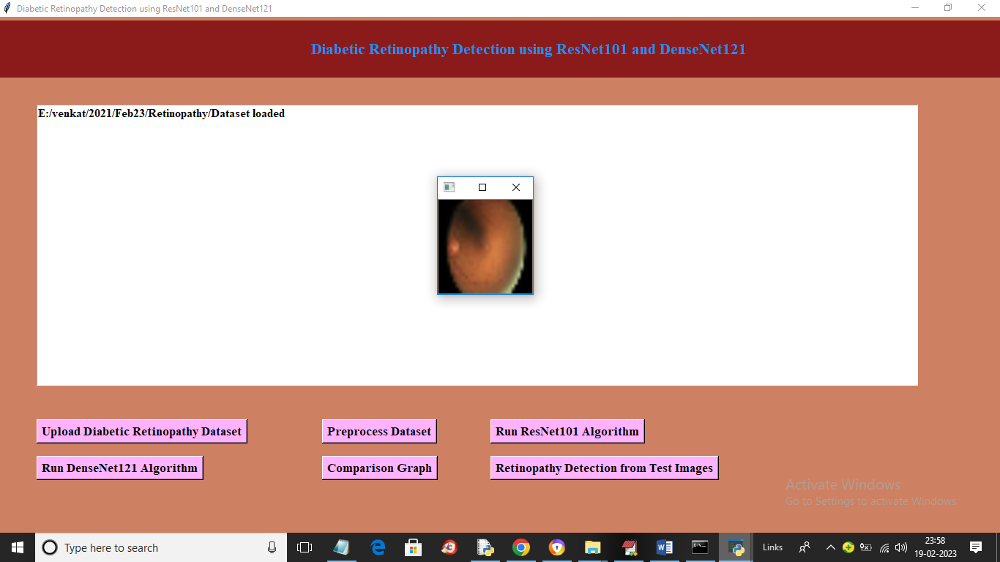 Diabetic Retinopathy Detection using ResNet101 and DenseNet121
Diabetic Retinopathy Detection using ResNet101 and DenseNet121
E:/venkat/2021/Feb23/Retinopathy/Dataset loaded
Upload Diabetic Retinopathy Dataset
Preprocess Dataset
Run ResNet101 Algorithm
Run DenseNet121 Algorithm
Comparison Graph
Retinopathy Detection from Test Images
Activate Windows
Go to Settings to activate Windows.
Type here to search
Links
23:58
19-02-2023